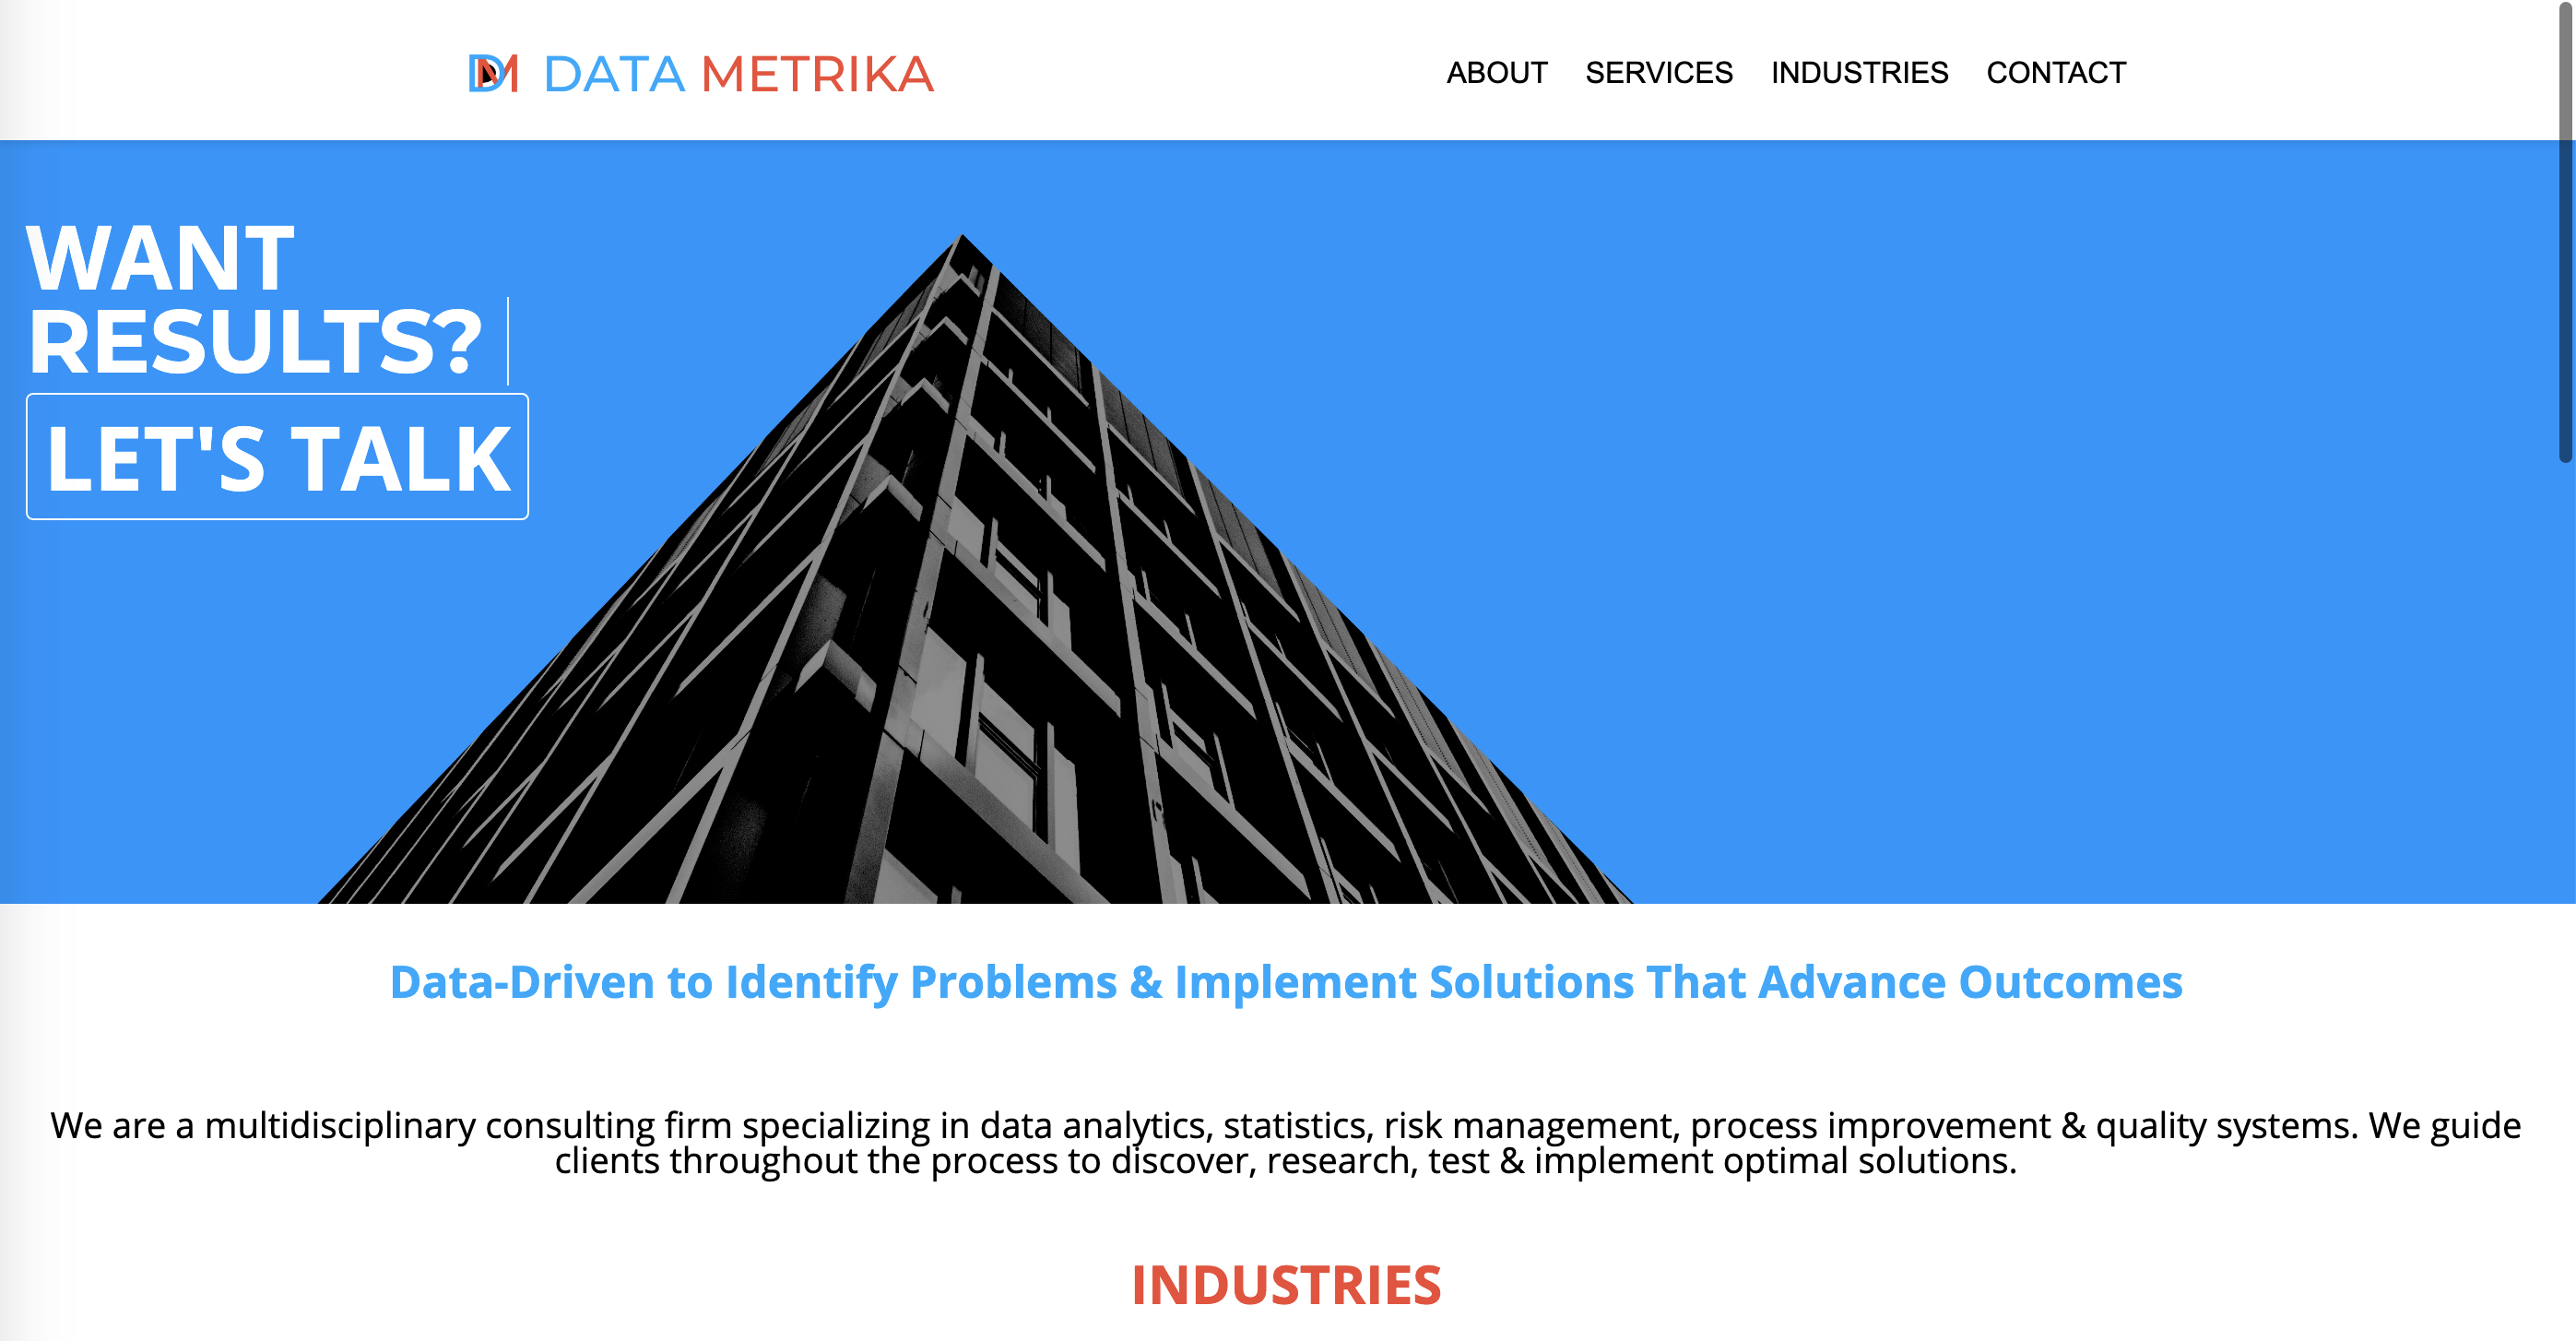 DM DATA METRIKA
ABOUT SERVICES INDUSTRIES CONTACT
WANT
RESULTS?
LET'S TALK
Data-Driven to Identify Problems & Implement Solutions That Advance Outcomes
We are a multidisciplinary consulting firm specializing in data analytics, statistics, risk management, process improvement & quality systems. We guide
clients throughout the process to discover, research, test & implement optimal solutions.
INDUSTRIES